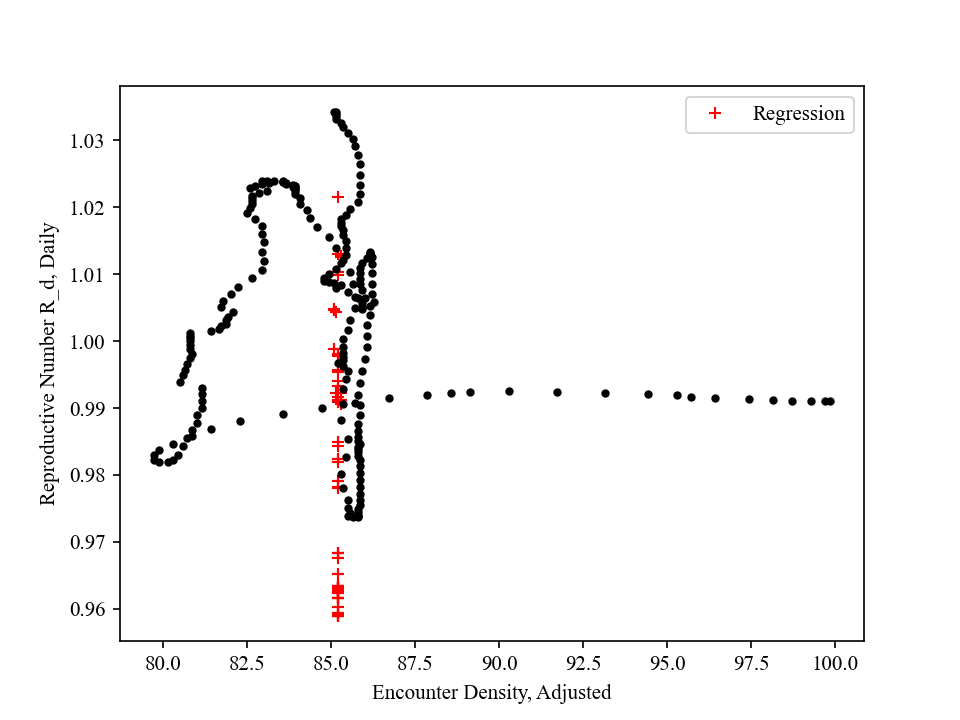 Regression
1.03
1.02
1.01
1.00
0.99
0.98
0.97
0.96
Reproductive Number R_d, Daily
80.0 82.5 85.0 87.5 90.0 92.5 95.0 97.5 100.0
Encounter Density, Adjusted